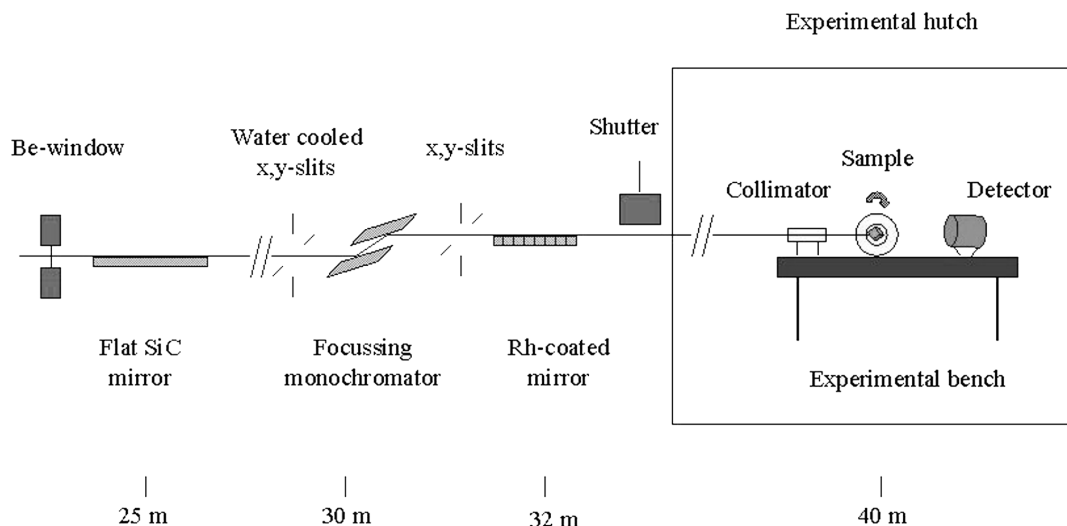 Experimental hutch
Be-window
Water cooled
x,y-slits
x,y-slits
Shutter
Sample
Collimator
Detector
Flat SiC
mirror
Focussing
monochromator
Rh-coated
mirror
Experimental bench
25 m
30 m
32 m
40 m